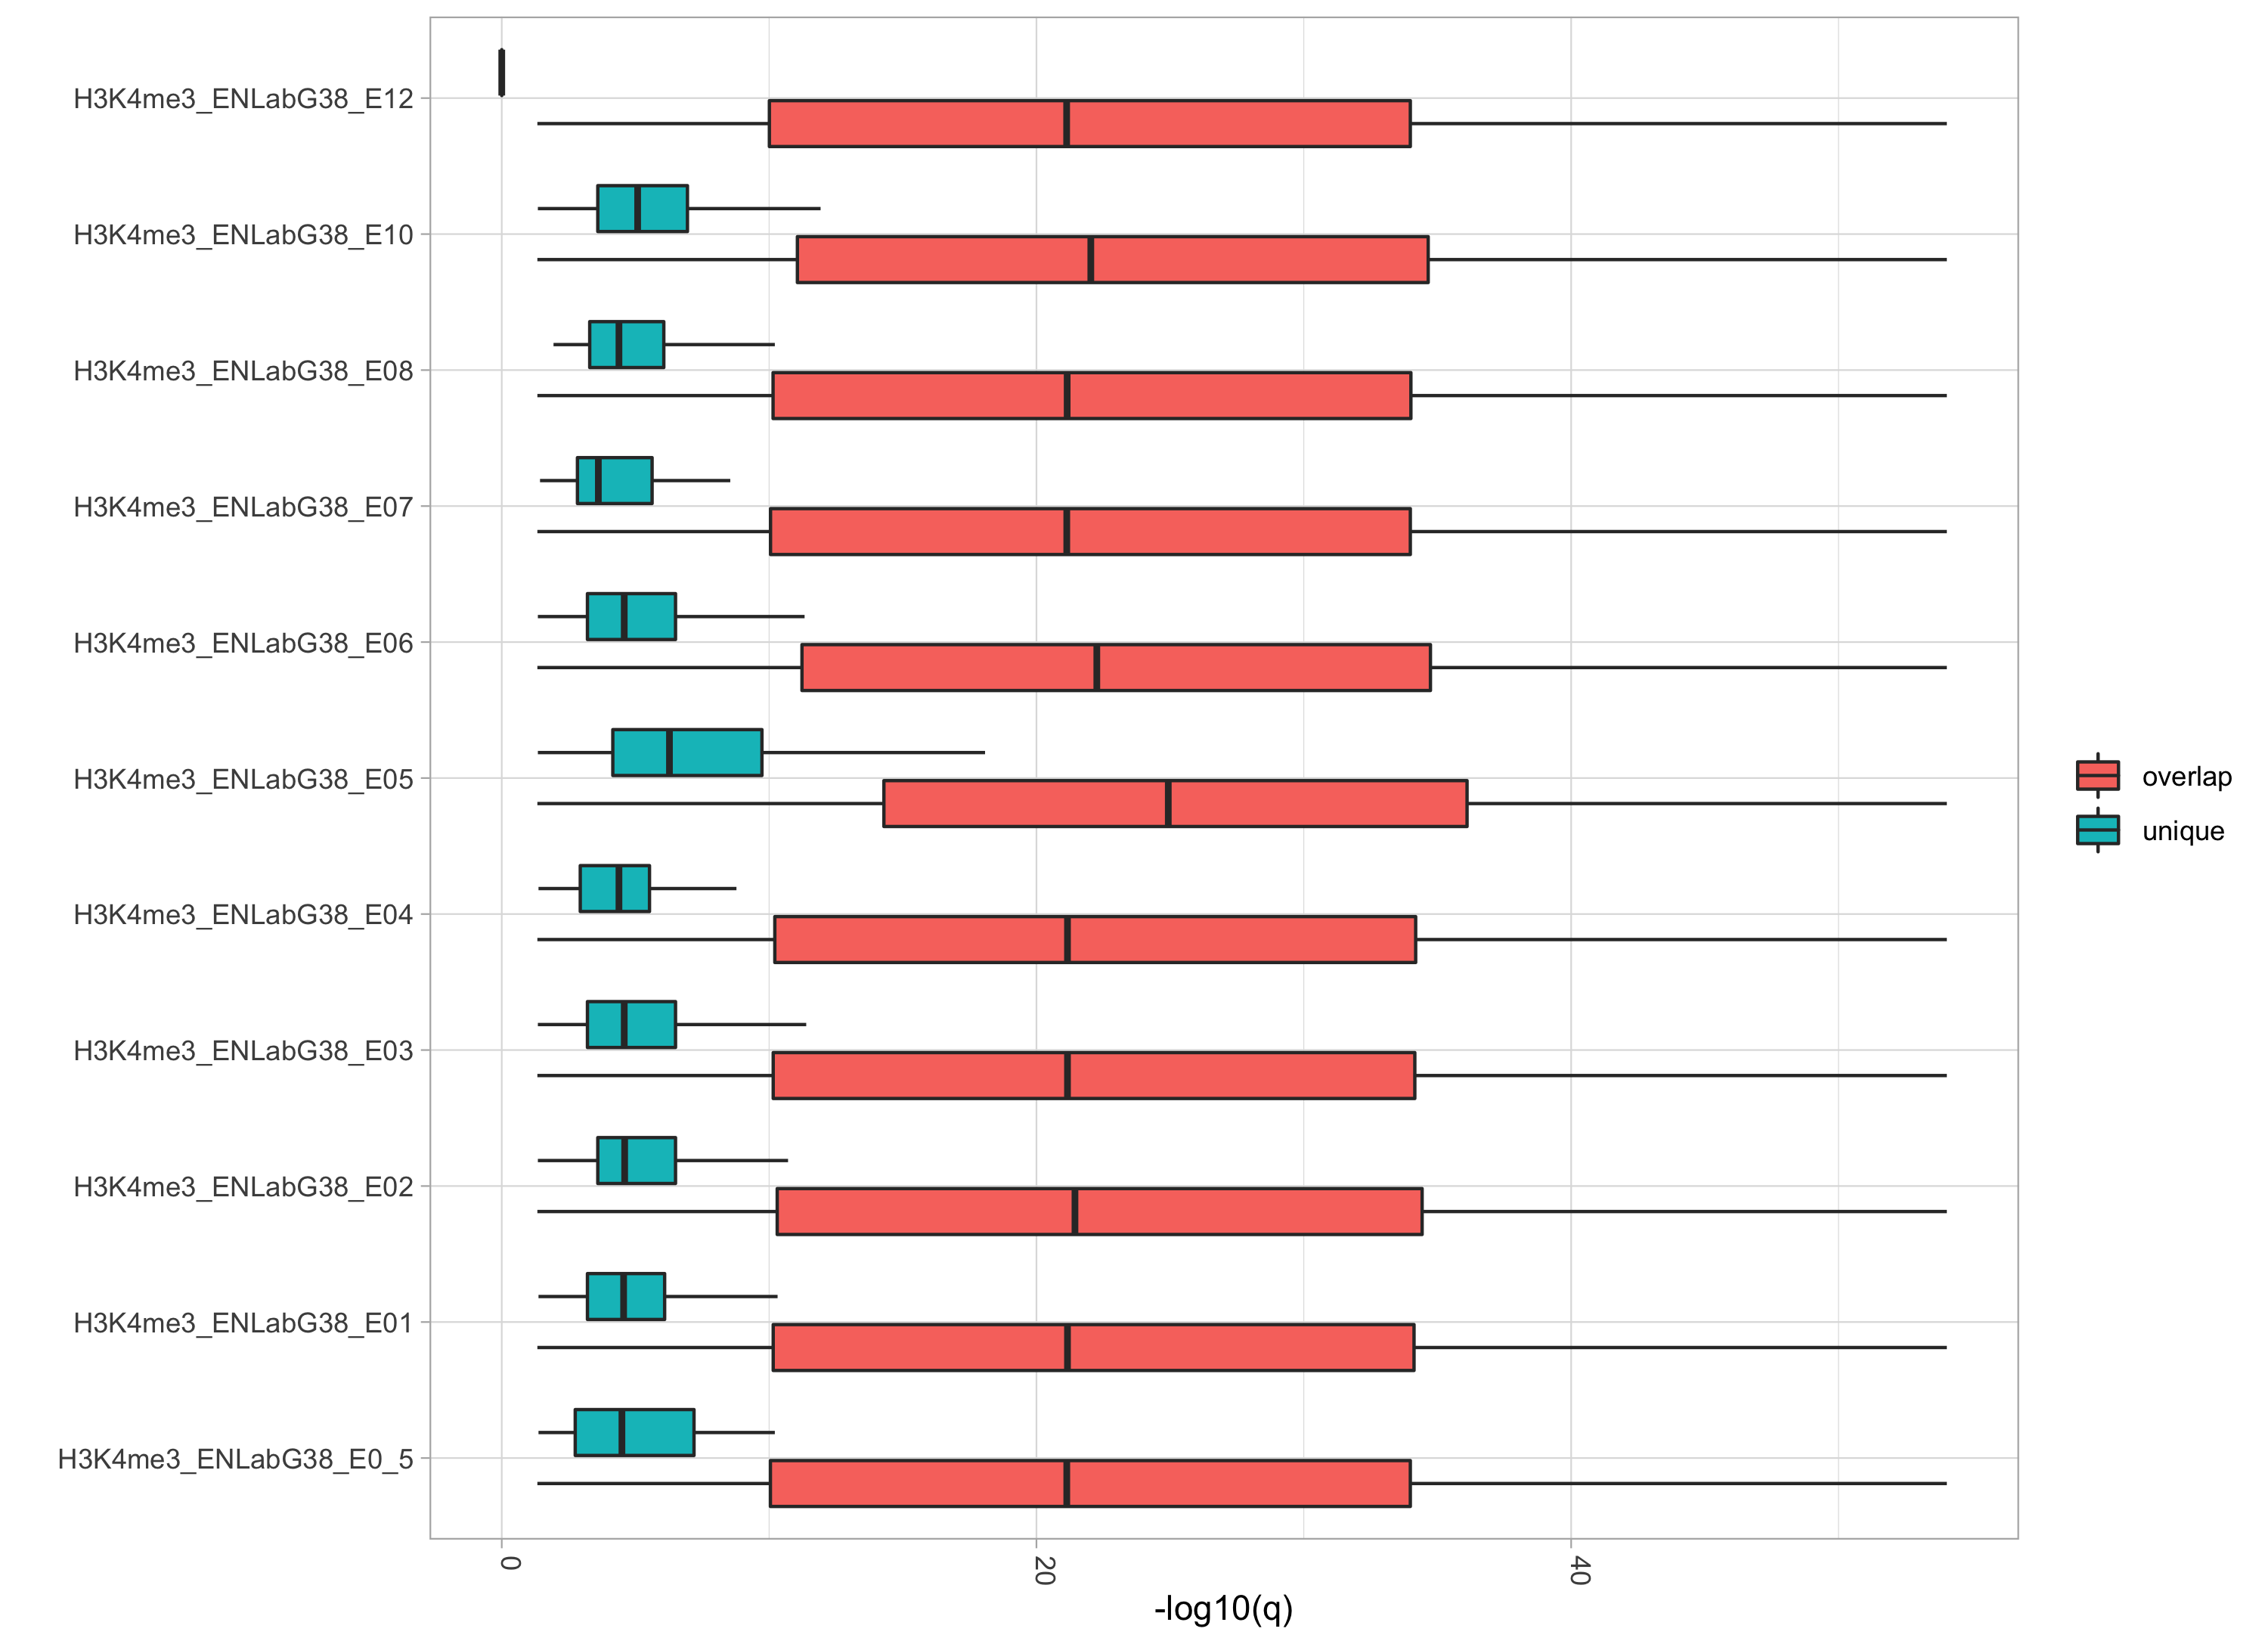 H3K4me3_ENLabG38_E12
H3K4me3_ENLabG38_E10
H3K4me3_ENLabG38_E08
H3K4me3_ENLabG38_E07
H3K4me3_ENLabG38_E06
H3K4me3_ENLabG38_E05
H3K4me3_ENLabG38_E04
H3K4me3_ENLabG38_E03
H3K4me3_ENLabG38_E02
H3K4me3_ENLabG38_E01
H3K4me3_ENLabG38_E0_5
0
20
40
-log10(q)
overlap
unique